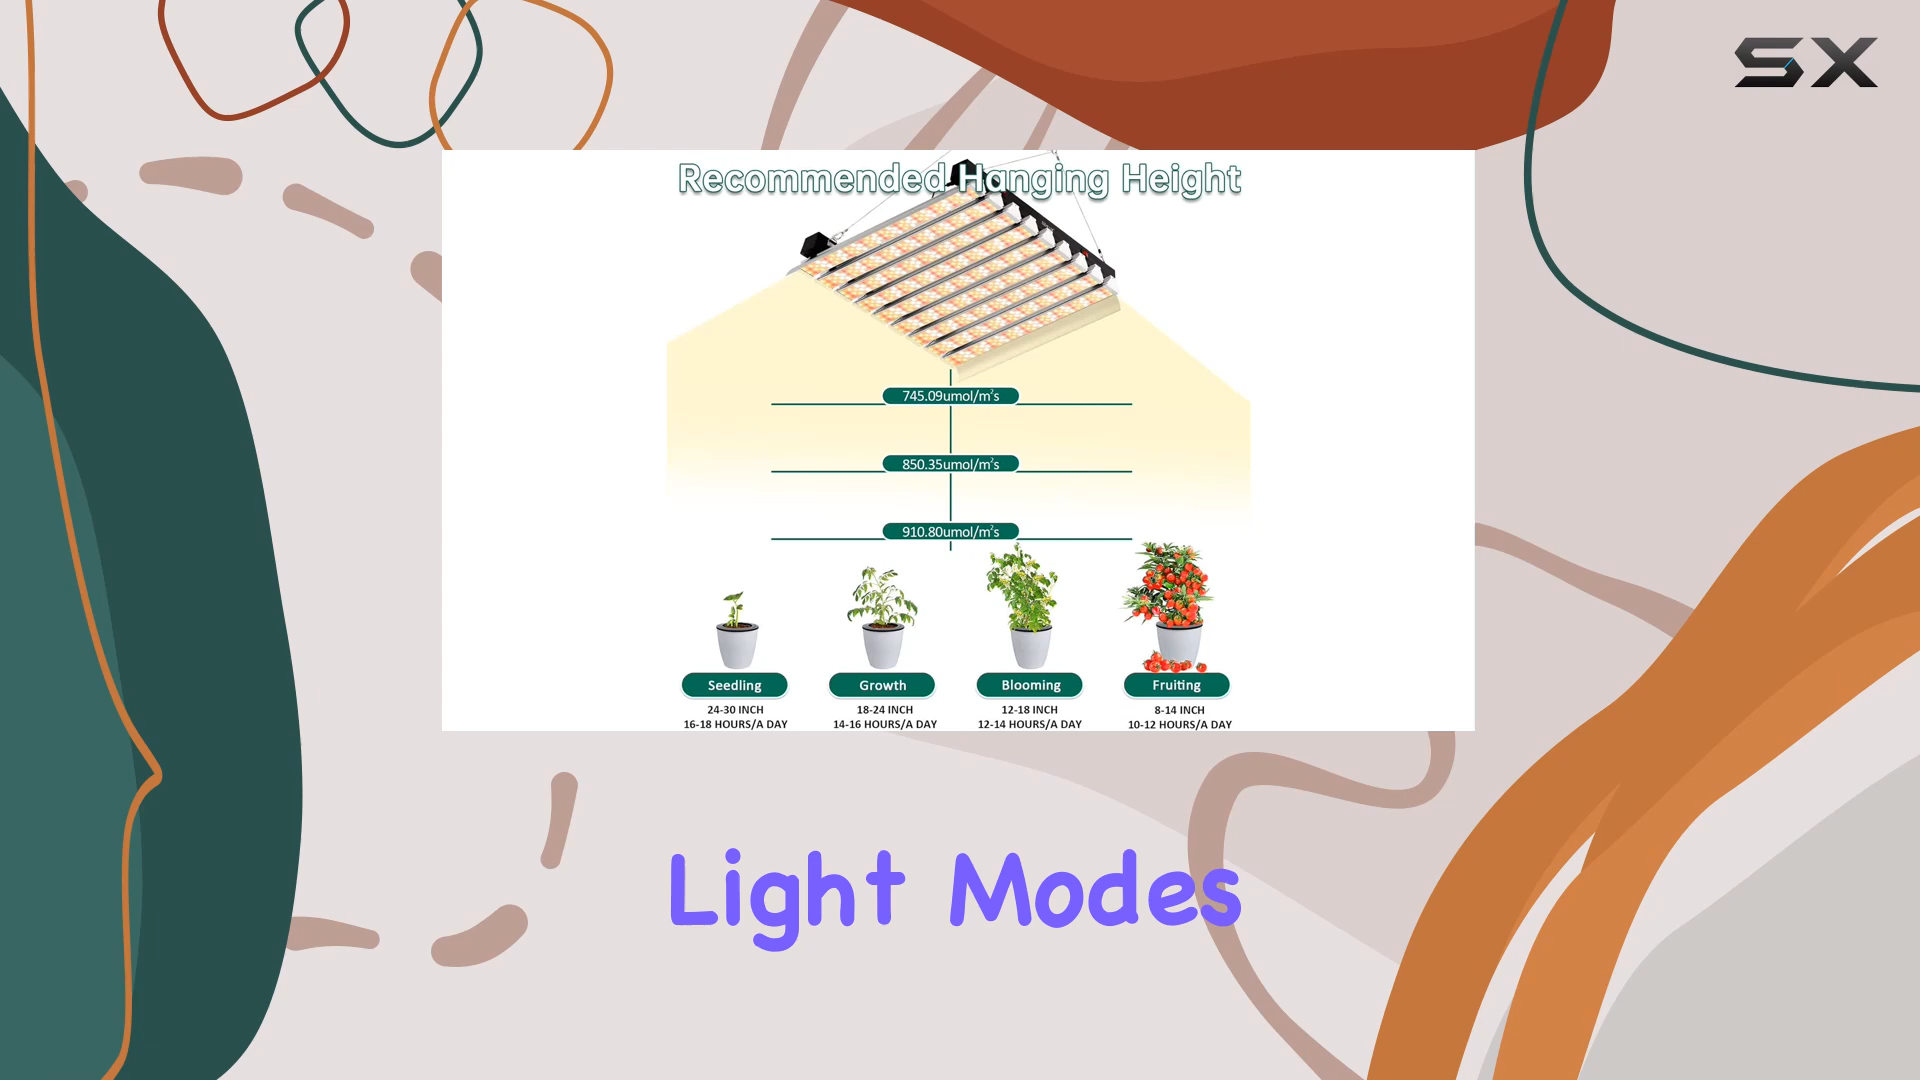 SX
Recommended Hanging Height
745.09umol/m²s
850.35umol/m²s
910.80umol/m²s
Seedling Growth Blooming Fruiting
24-30 INCH 18-24 INCH 12-18 INCH 8-14 INCH
16-18 HOURS/A DAY 14-16 HOURS/A DAY 12-14 HOURS/A DAY 10-12 HOURS/A DAY
Light Modes